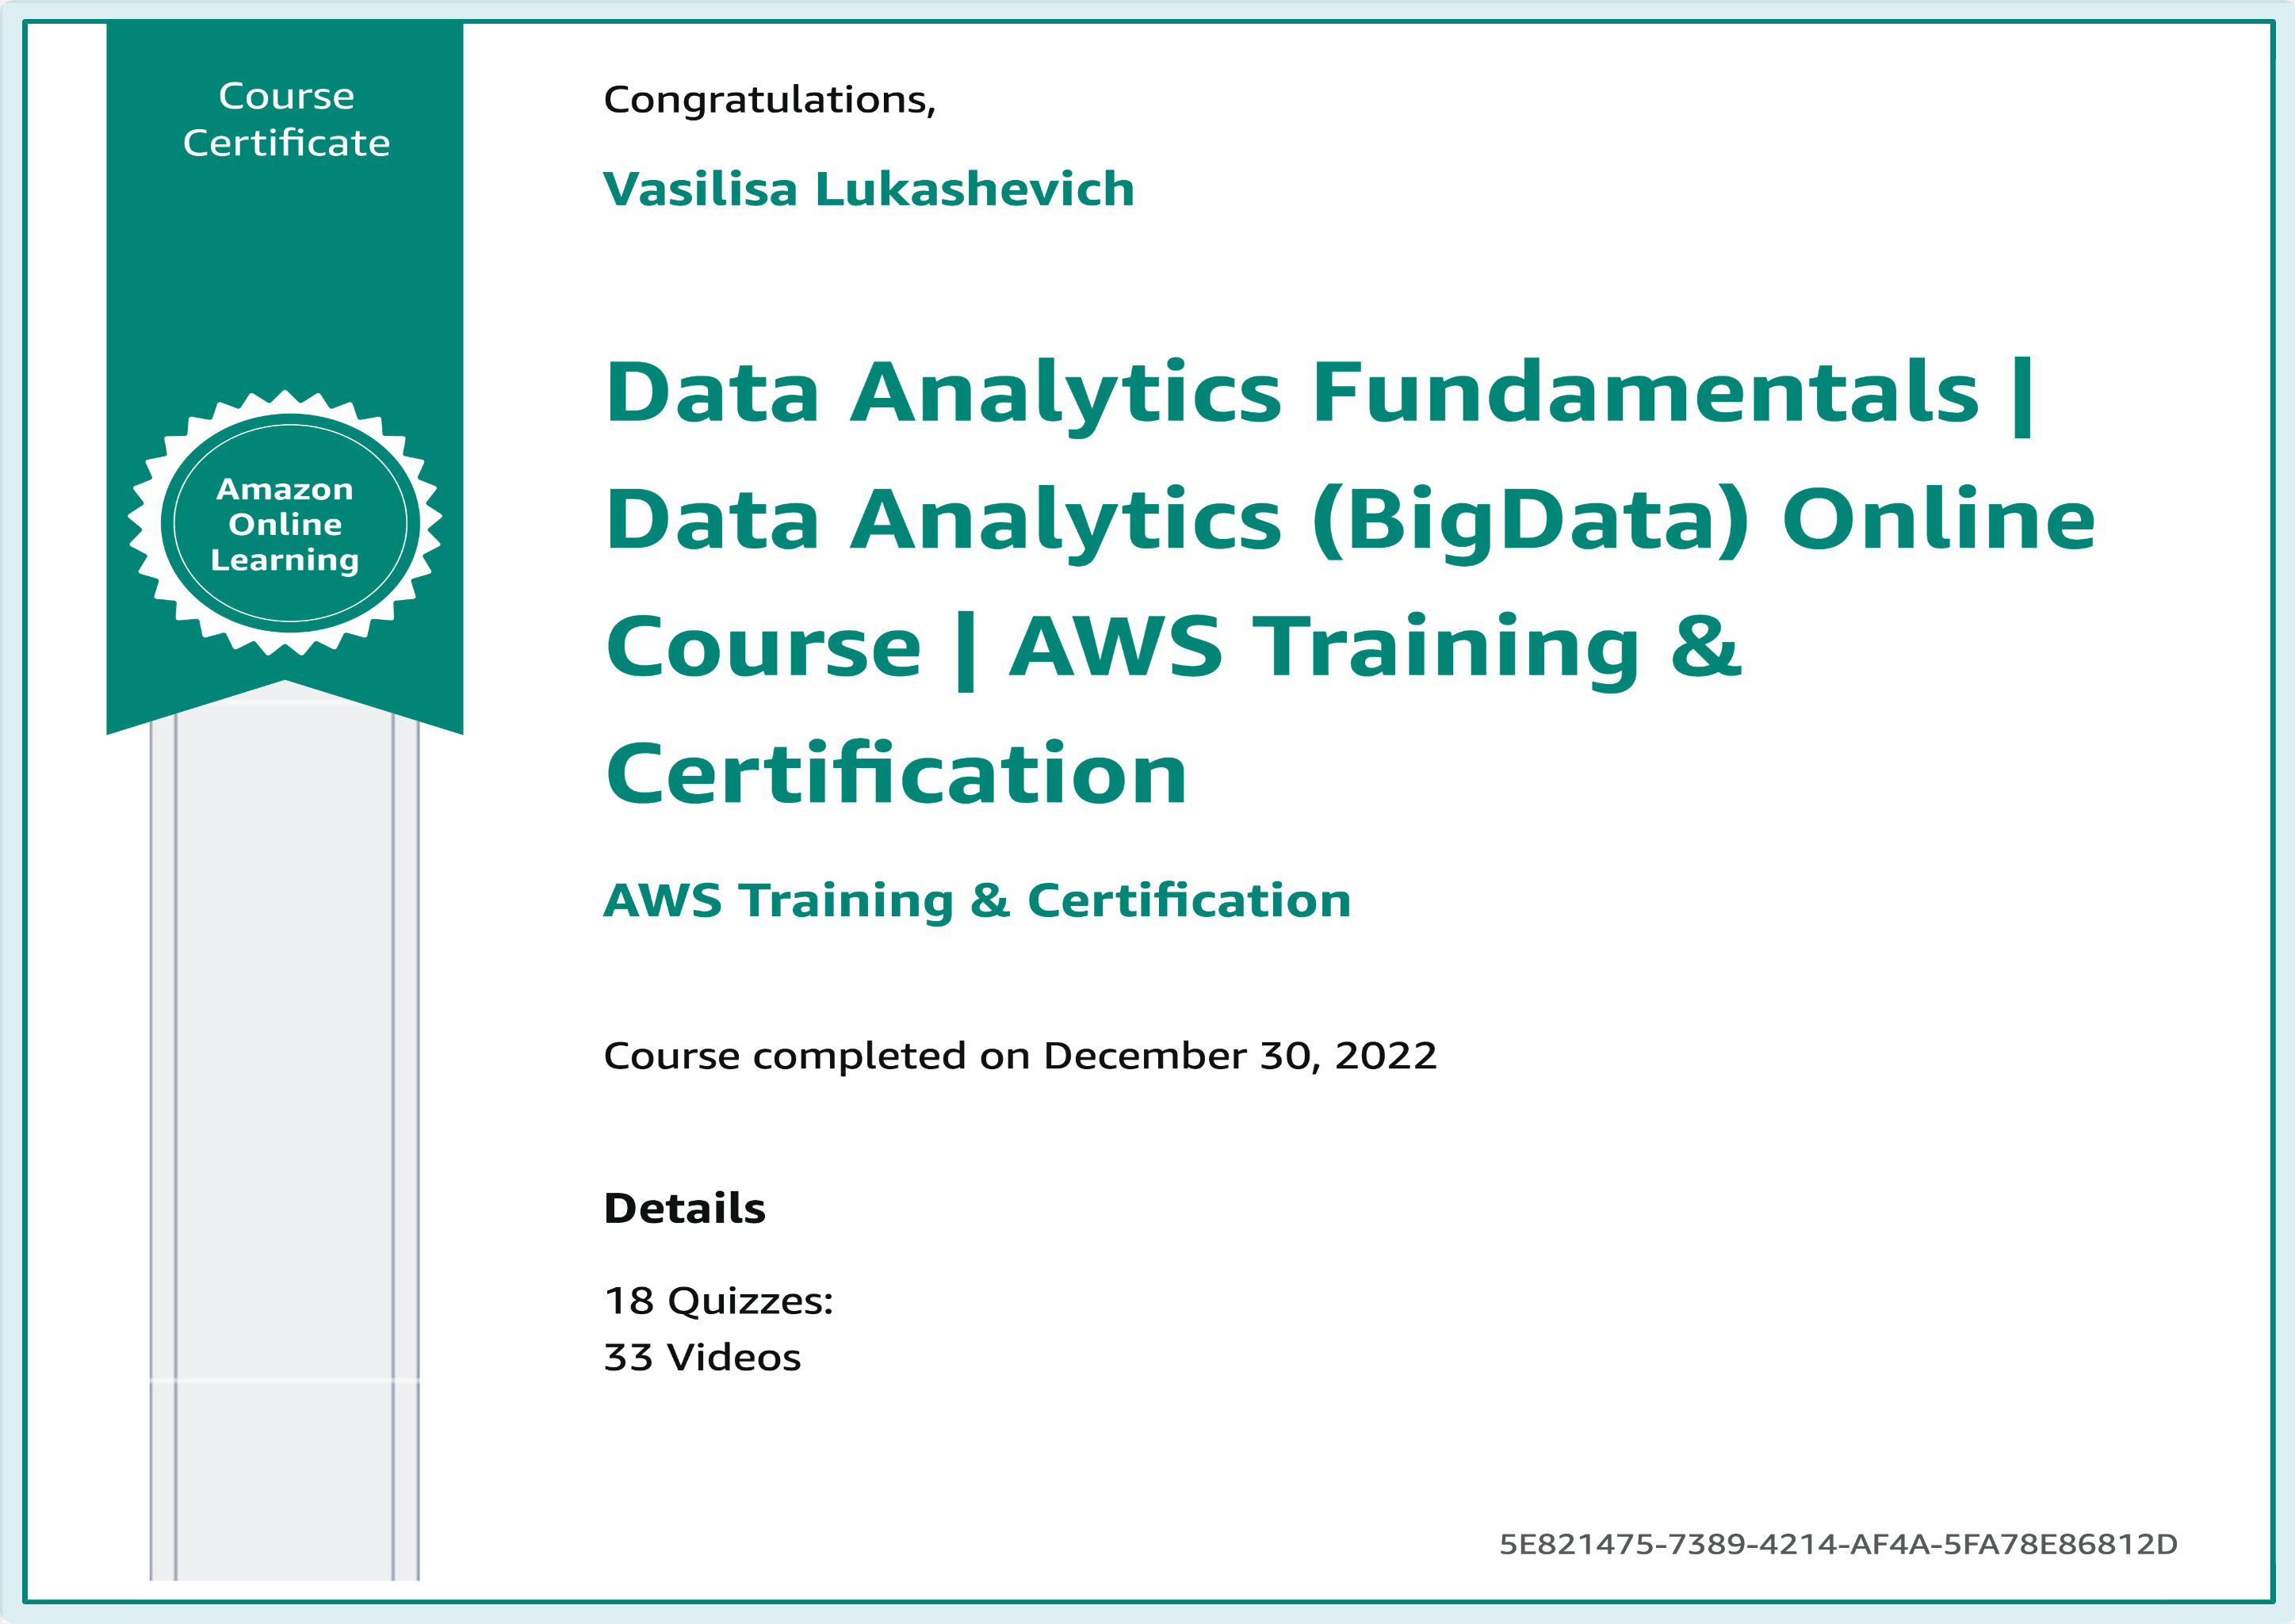 Course
Certificate
Amazon
Online
Learning
Congratulations,
Vasilisa Lukashevich
Data Analytics Fundamentals |
Data Analytics (BigData) Online
Course | AWS Training &
Certification
AWS Training & Certification
Course completed on December 30, 2022
Details
18 Quizzes:
33 Videos
5E821475-7389-4214-AF4A-5FA78E86812D